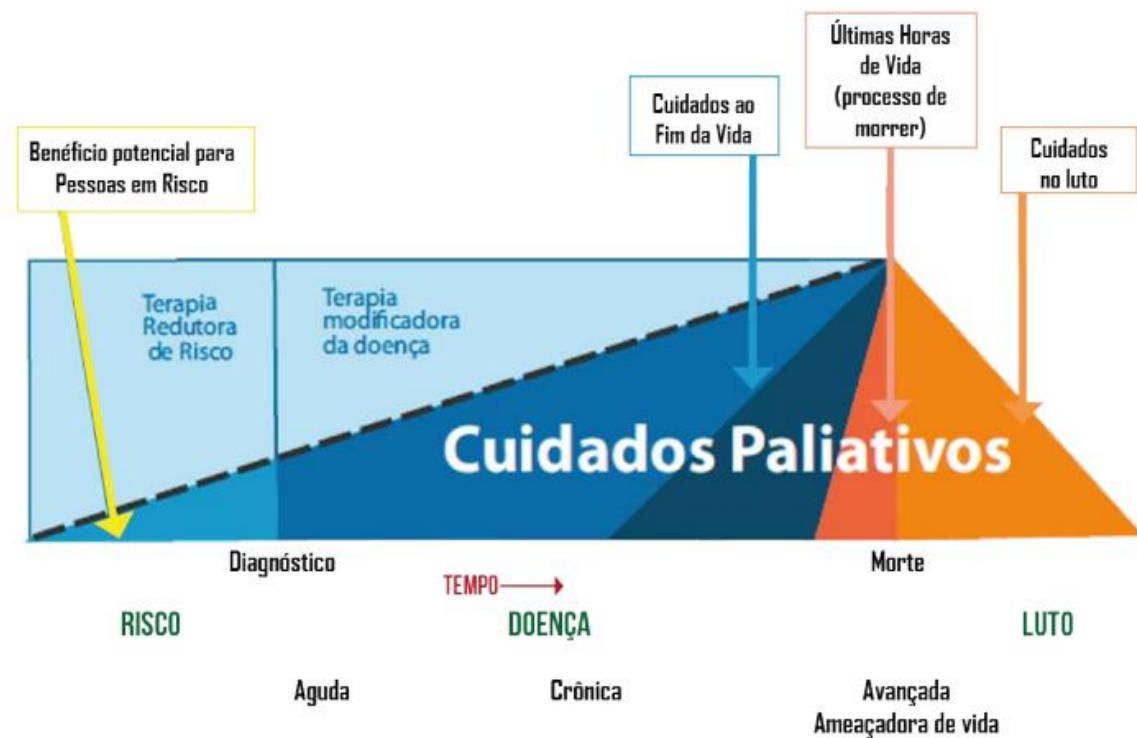 Últimas Horas
de Vida
(processo de
morrer)
Cuidados ao
Fim da Vida
Benéfício potencial para
Pessoas em Risco
Cuidados
no luto
Terapia
Redutora
de Risco
Terapia
modificadora
da doença
Cuidados Paliativos
Diagnóstico
Morte
TEMPO
RISCO
DOENÇA
LUTO
Aguda
Crônica
Avançada
Ameaçadora de vida